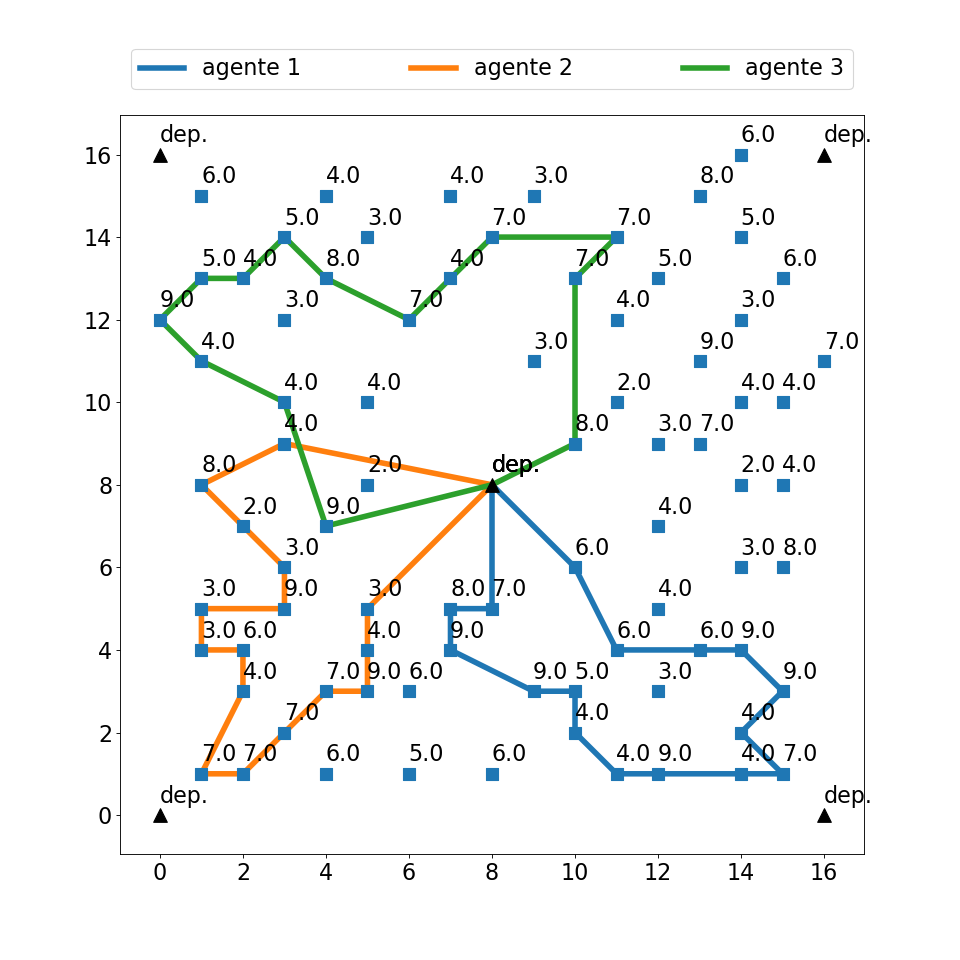 agente 1 agente 2 agente 3
dep. 6.0 dep.
16
6.0 4.0 4.0 3.0 8.0
5.0 3.0 7.0 7.0 5.0
14
5.0 4.0 8.0 4.0 7.0 5.0 6.0
9.0 3.0 7.0 4.0 3.0
12
4.0 3.0 9.0 7.0
4.0 4.0 2.0 4.0 4.0
10
4.0 8.0 3.0 7.0
8.0 2.0 dep. 2.0 4.0
8
2.0 9.0 4.0
3.0 6.0 3.0 8.0
6
3.0 9.0 3.0 8.0 7.0 4.0
3.0 6.0 4.0 9.0 6.0 6.0 9.0
4
4.0 7.0 9.0 6.0 9.0 5.0 3.0 9.0
7.0 4.0 4.0
2
7.0 7.0 6.0 5.0 6.0 4.0 9.0 4.0 7.0
dep. dep.
0
0 2 4 6 8 10 12 14 16